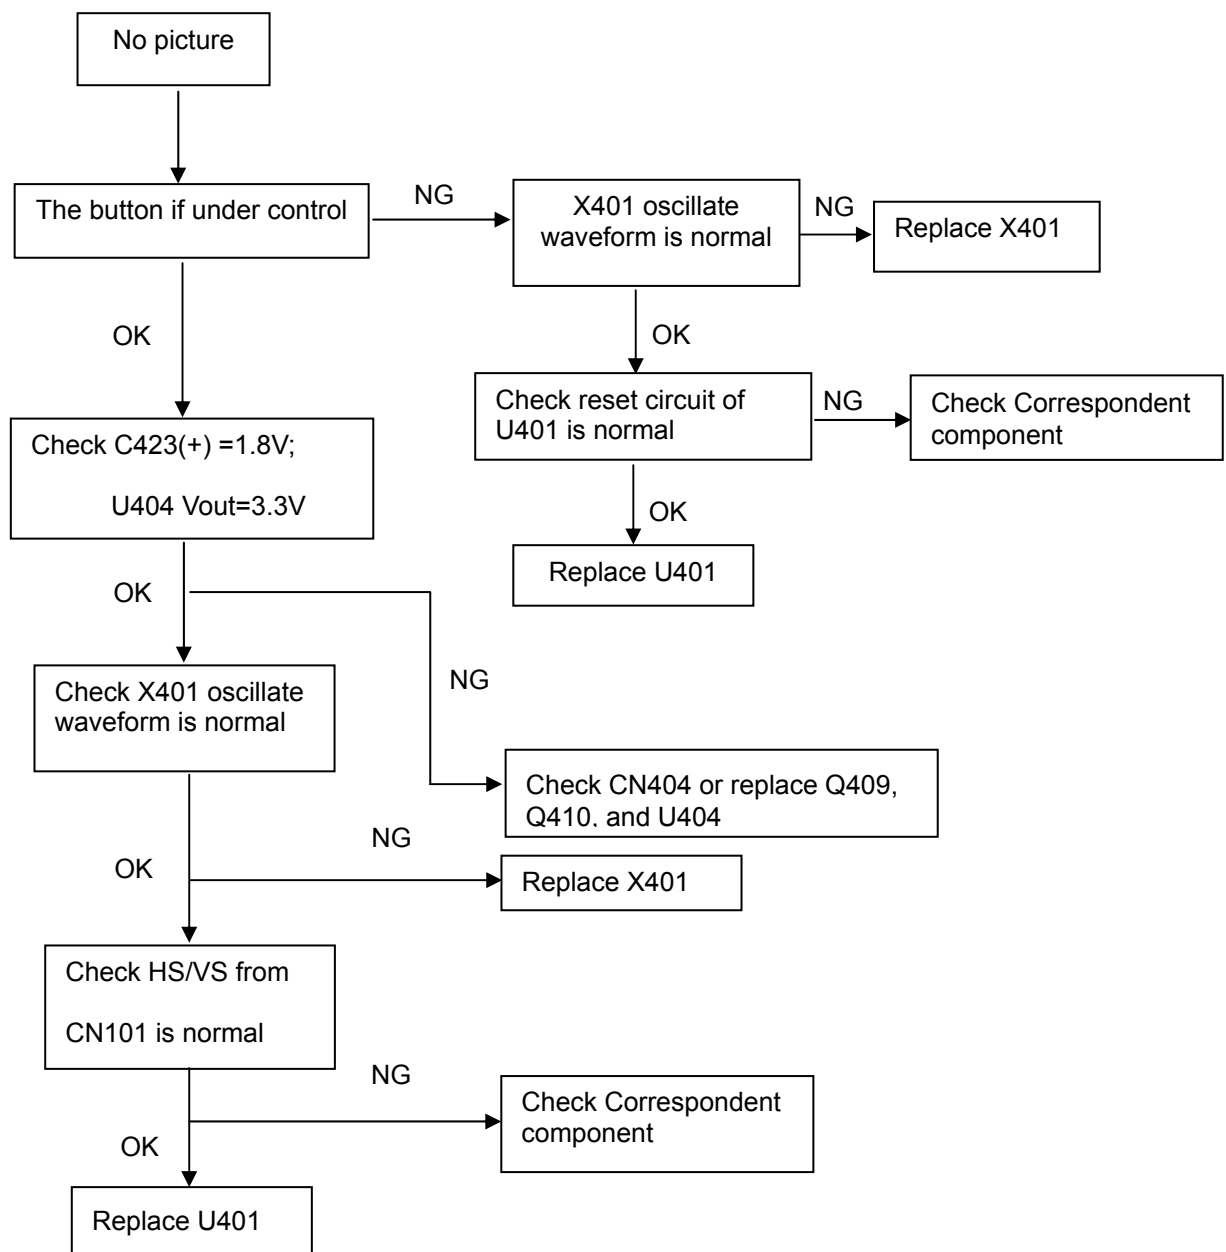 No picture
The button if under control
NG
X401 oscillate
waveform is normal
NG
Replace X401
OK
OK
Check reset circuit of
U401 is normal
NG
Check Correspondent
component
Check C423(+) =1.8V;
U404 Vout=3.3V
OK
Replace U401
OK
NG
Check X401 oscillate
waveform is normal
Check CN404 or replace Q409,
Q410, and U404
NG
OK
Replace X401
Check HS/VS from
CN101 is normal
NG
Check Correspondent
component
OK
Replace U401